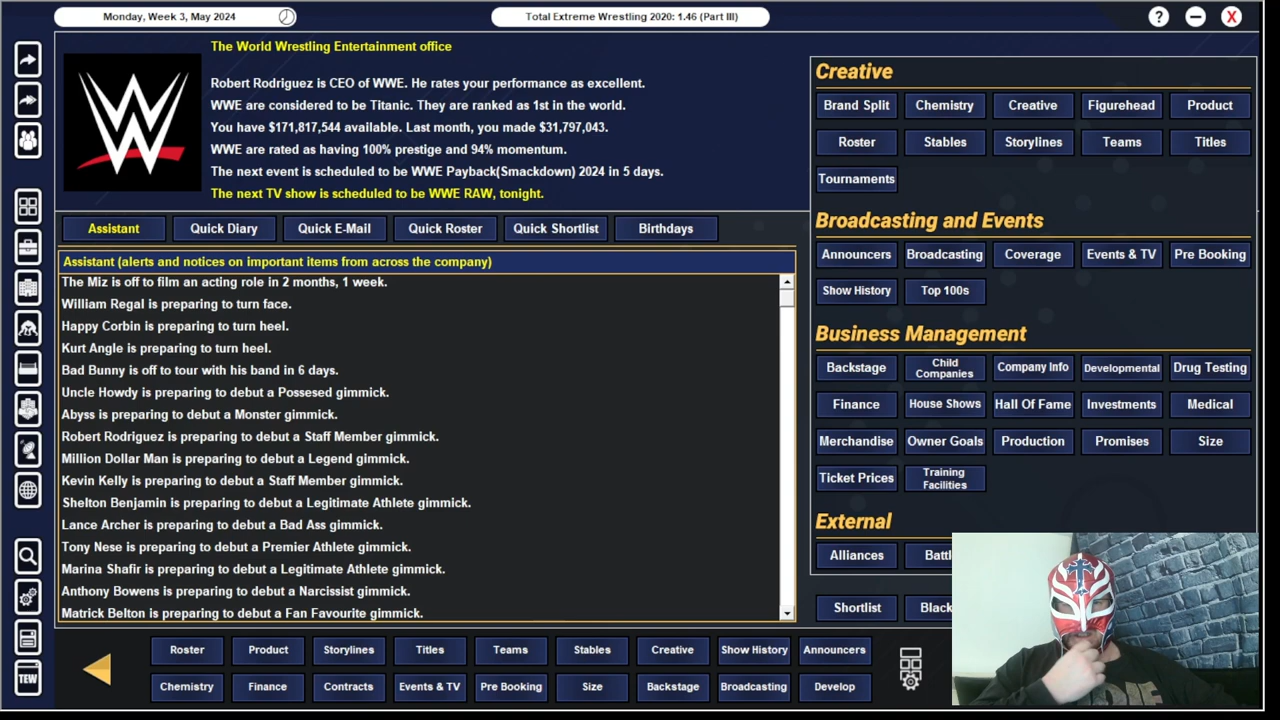 Monday, Week 3, May 2024
Total Extreme Wrestling 2020: 1.46 (Part III)
?
X
The World Wrestling Entertainment office
Robert Rodriguez is CEO of WWE. He rates your performance as excellent.
WWE are considered to be Titanic. They are ranked as 1st in the world.
You have $171,817,544 available. Last month, you made $31,797,043.
WWE are rated as having 100% prestige and 94% momentum.
The next event is scheduled to be WWE Payback(Smackdown) 2024 in 5 days.
The next TV show is scheduled to be WWE RAW, tonight.
Assistant
Quick Diary
Quick E-Mail
Quick Roster
Quick Shortlist
Birthdays
Assistant (alerts and notices on important items from across the company)
The Miz is off to film an acting role in 2 months, 1 week.
William Regal is preparing to turn face.
Happy Corbin is preparing to turn heel.
Kurt Angle is preparing to turn heel.
Bad Bunny is off to tour with his band in 6 days.
Uncle Howdy is preparing to debut a Possesed gimmick.
Abyss is preparing to debut a Monster gimmick.
Robert Rodriguez is preparing to debut a Staff Member gimmick.
Million Dollar Man is preparing to debut a Legend gimmick.
Kevin Kelly is preparing to debut a Staff Member gimmick.
Shelton Benjamin is preparing to debut a Legitimate Athlete gimmick.
Lance Archer is preparing to debut a Bad Ass gimmick.
Tony Nese is preparing to debut a Premier Athlete gimmick.
Marina Shafir is preparing to debut a Legitimate Athlete gimmick.
Anthony Bowens is preparing to debut a Narcissist gimmick.
Matrick Belton is preparing to debut a Fan Favourite gimmick.
Creative
Brand Split
Chemistry
Creative
Figurehead
Product
Roster
Stables
Storylines
Teams
Titles
Tournaments
Broadcasting and Events
Announcers
Broadcasting
Coverage
Events & TV
Pre Booking
Show History
Top 100s
Business Management
Backstage
Child
Companies
Company Info
Developmental
Drug Testing
Finance
House Shows
Hall Of Fame
Investments
Medical
Merchandise
Owner Goals
Production
Promises
Size
Ticket Prices
Training
Facilities
External
Alliances
Batt
Shortlist
Black
Roster
Product
Storylines
Titles
Teams
Stables
Creative
Show History
Announcers
Chemistry
Finance
Contracts
Events & TV
Pre Booking
Size
Backstage
Broadcasting
Develop
TEW